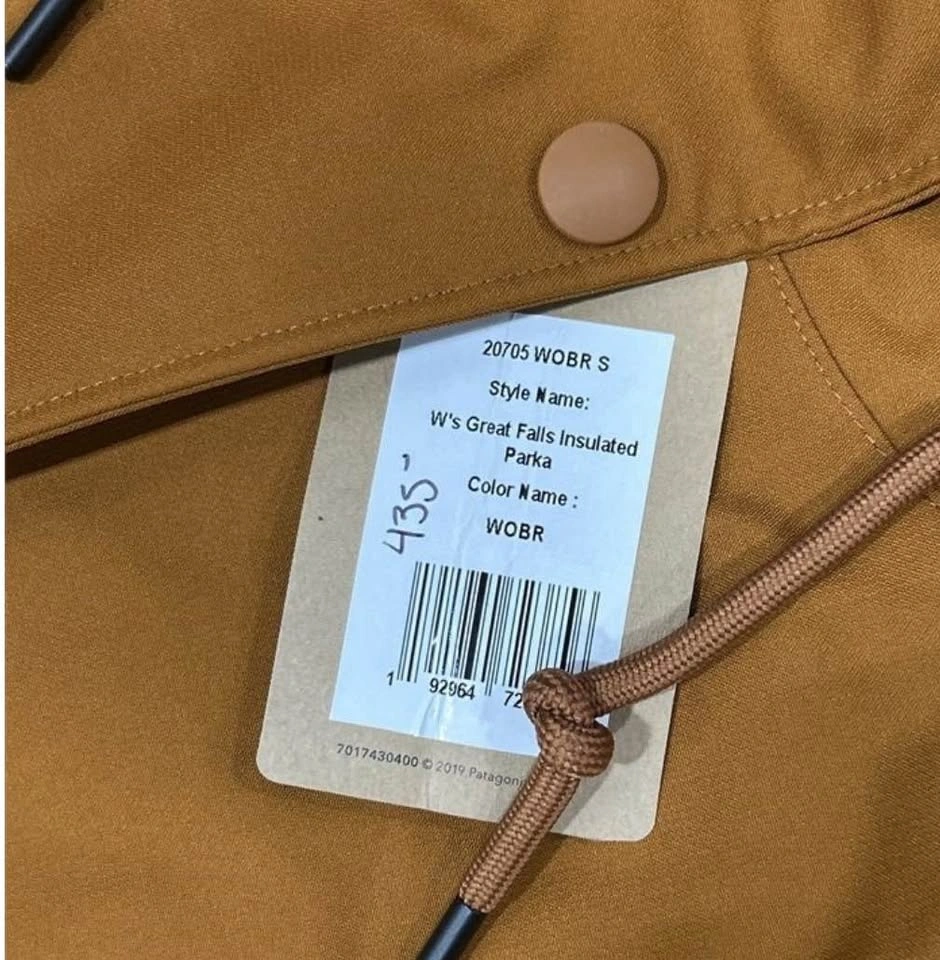 20705 WOBR S
Style Name:
W's Great Falls Insulated
Parka
Color Name :
WOBR
435
1 92964 72
7017430400 © 2019 Patagoni